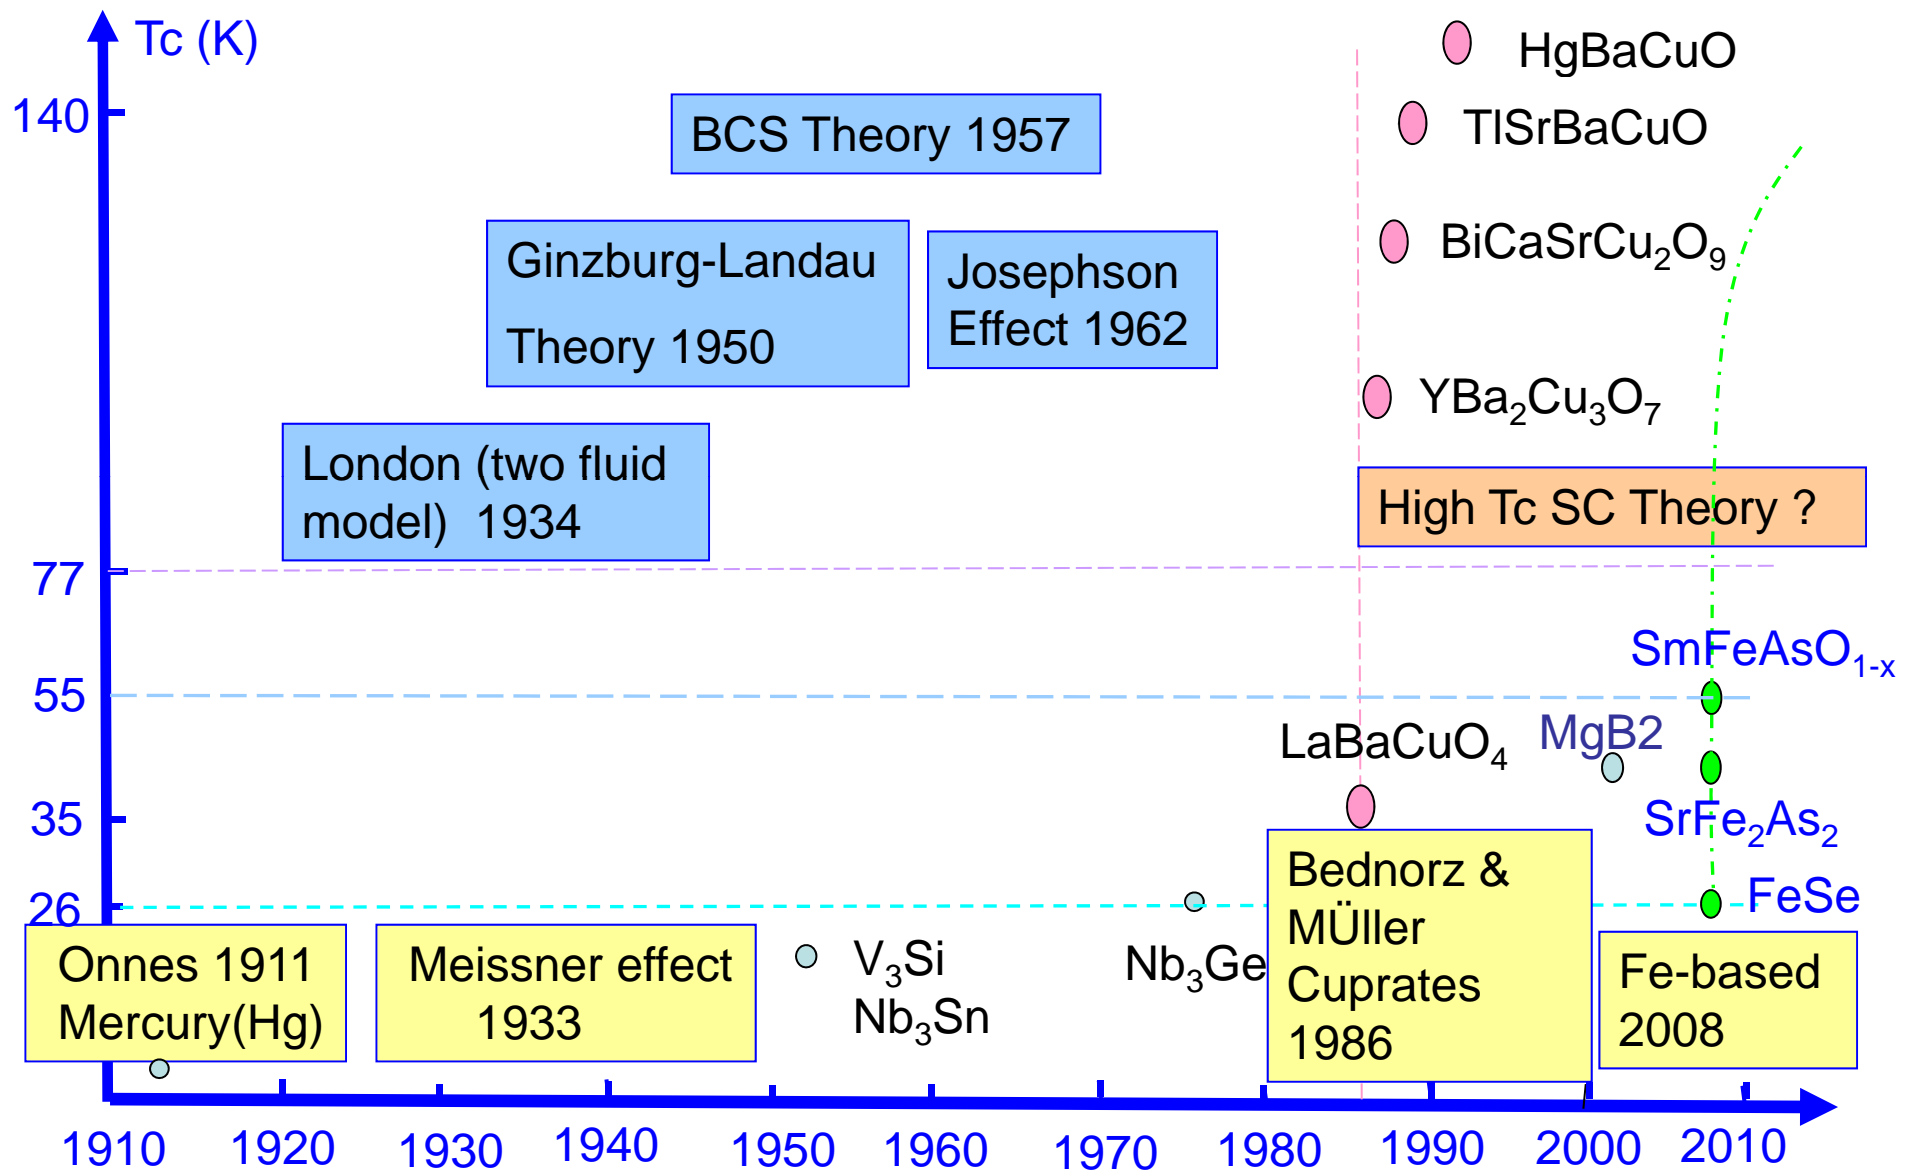 Tc (K)
140
77
55
35
26
HgBaCuO
TlSrBaCuO
BiCaSrCu₂O₉
YBa₂Cu₃O₇
BCS Theory 1957
Ginzburg-Landau
Theory 1950
Josephson
Effect 1962
London (two fluid
model) 1934
High Tc SC Theory ?
SmFeAsO₁₋ₓ
LaBaCuO₄
MgB2
SrFe₂As₂
FeSe
Onnes 1911
Mercury(Hg)
Meissner effect
1933
V₃Si
Nb₃Sn
Nb₃Ge
Bednorz &
MÜller
Cuprates
1986
Fe-based
2008
1910 1920 1930 1940 1950 1960 1970 1980 1990 2000 2010